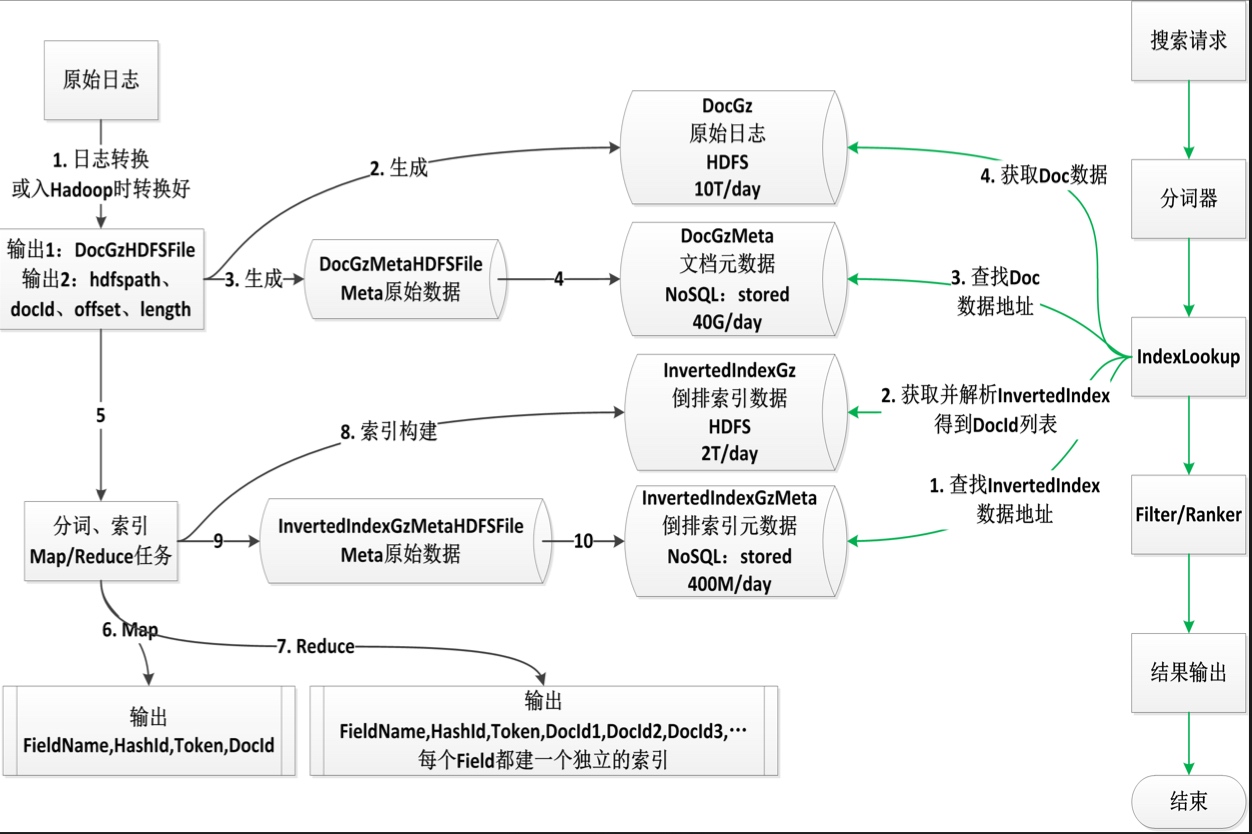 原始日志
1. 日志转换
或入Hadoop时转换好
输出1：DocGzHDFSFile
输出2：hdfspath、
docId、offset、length
2. 生成
3. 生成
DocGzMetaHDFSFile
Meta原始数据
4
DocGz
原始日志
HDFS
10T/day
DocGzMeta
文档元数据
NoSQL：stored
40G/day
5
分词、索引
Map/Reduce任务
8. 索引构建
9
InvertedIndexGzMetaHDFSFile
Meta原始数据
10
InvertedIndexGz
倒排索引数据
HDFS
2T/day
InvertedIndexGzMeta
倒排索引元数据
NoSQL：stored
400M/day
6. Map
7. Reduce
输出
FieldName,HashId,Token,DocId
输出
FieldName,HashId,Token,DocId1,DocId2,DocId3,…
每个Field都建一个独立的索引
4. 获取Doc数据
3. 查找Doc
数据地址
2. 获取并解析InvertedIndex
得到DocId列表
1. 查找InvertedIndex
数据地址
搜索请求
分词器
IndexLookup
Filter/Ranker
结果输出
结束